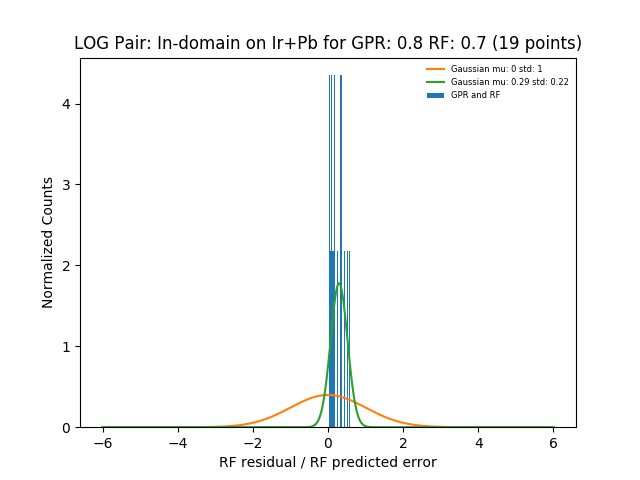 LOG Pair: In-domain on Ir+Pb for GPR: 0.8 RF: 0.7 (19 points)
Gaussian mu: 0 std: 1
Gaussian mu: 0.29 std: 0.22
GPR and RF
Normalized Counts
4
3
2
1
0
−6 −4 −2 0 2 4 6
RF residual / RF predicted error